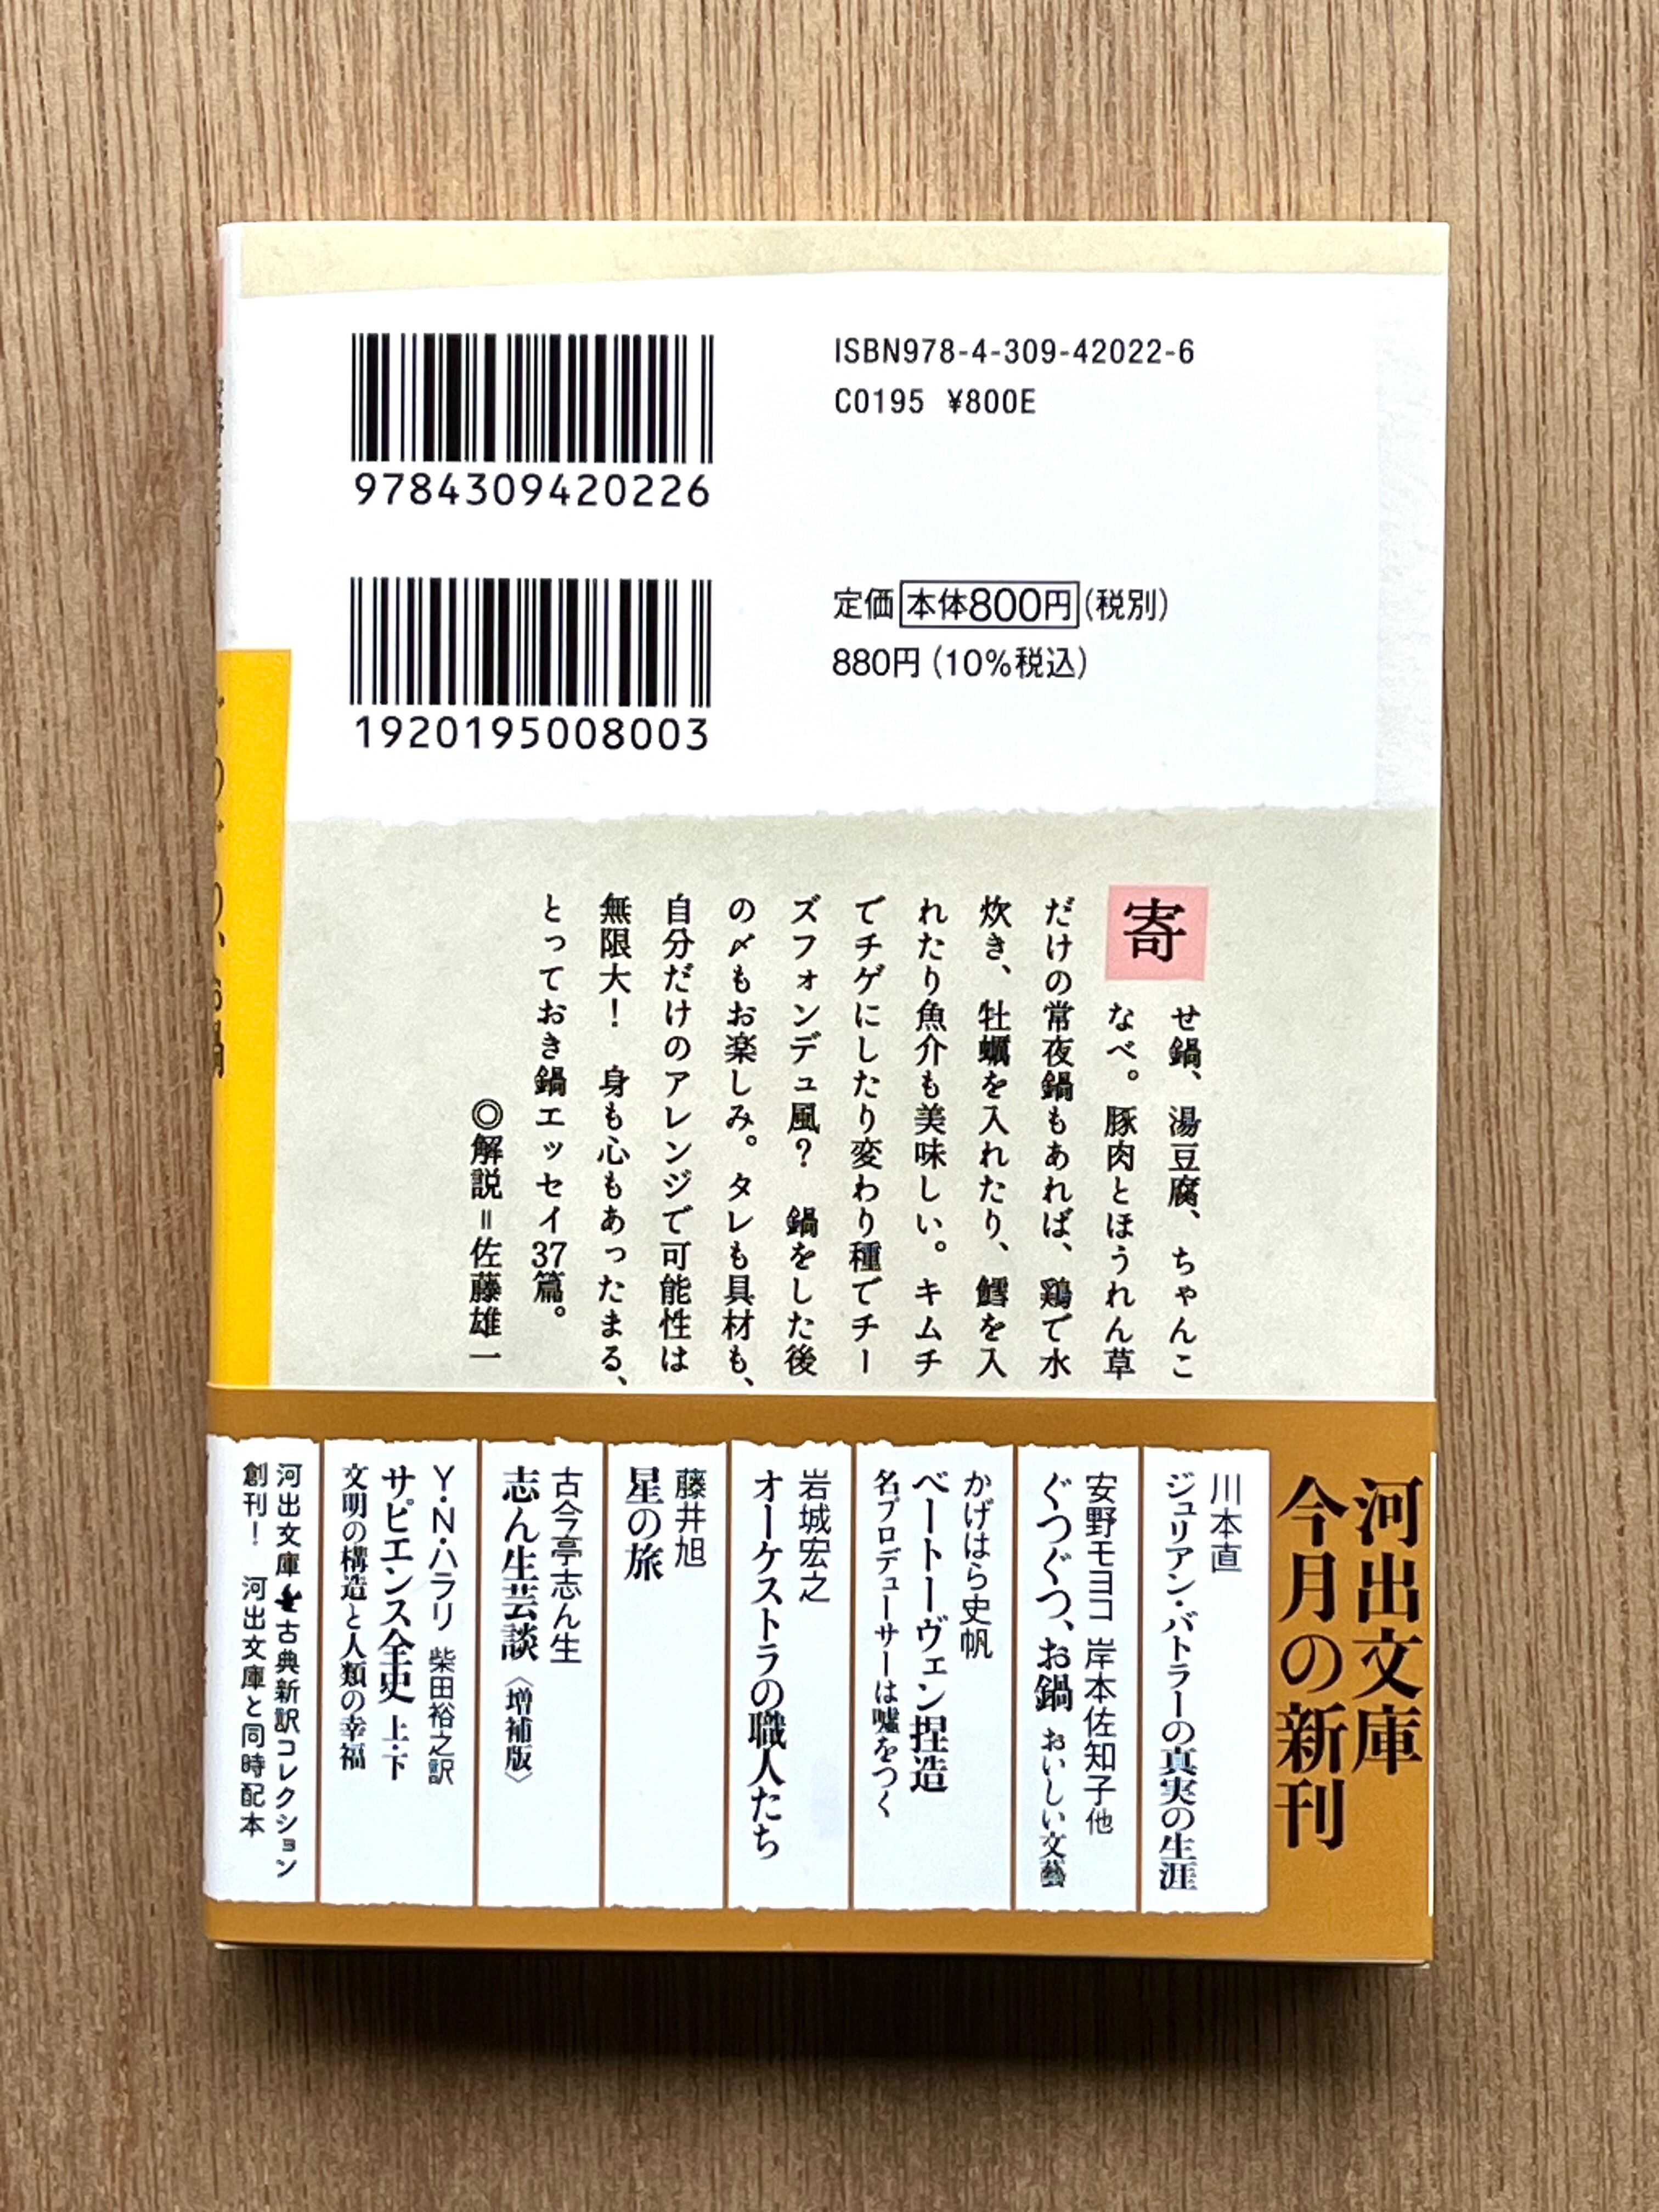 9784309420226
ISBN978-4-309-42022-6
C0195 ¥800E
1920195008003
定価 本体800円 (税別)
880円 (10%税込)
寄せ鍋、湯豆腐、ちゃんこ
なべ。豚肉とほうれん草
だけの常夜鍋もあれば、鶏で水
炊き、牡蠣を入れたり、鱈を入
れたり魚介も美味しい。キムチ
でチゲにしたり変わり種でチー
ズフォンデュ風？　鍋をした後
の〆もお楽しみ。タレも具材も、
自分だけのアレンジで可能性は
無限大！　身も心もあったまる、
とっておき鍋エッセイ37篇。
◎解説＝佐藤雄一
河出文庫
今月の新刊
川本直
ジュリアン・バトラーの真実の生涯
安野モヨコ 岸本佐知子 他
ぐつぐつ、お鍋 おいしい文藝
かげはら史帆
ベートーヴェン捏造
名プロデューサーは嘘をつく
岩城宏之
オーケストラの職人たち
藤井旭
星の旅
古今亭志ん生
志ん生芸談〈増補版〉
Y・N・ハラリ 柴田裕之訳
サピエンス全史 上・下
文明の構造と人類の幸福
河出文庫 古典新訳コレクション
創刊！　河出文庫と同時配本